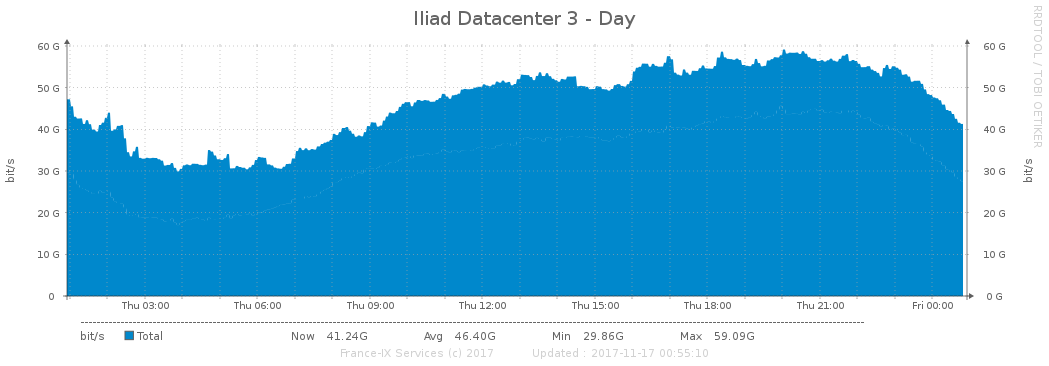 Iliad Datacenter 3 - Day
RRDTOOL / TOBI OETIKER
60 G 60 G
50 G 50 G
40 G 40 G
30 G 30 G
20 G 20 G
10 G 10 G
0 0 G
bit/s bit/s
Thu 03:00 Thu 06:00 Thu 09:00 Thu 12:00 Thu 15:00 Thu 18:00 Thu 21:00 Fri 00:00
bit/s Total Now 41.24G Avg 46.40G Min 29.86G Max 59.09G
France-IX Services (c) 2017 Updated : 2017-11-17 00:55:10